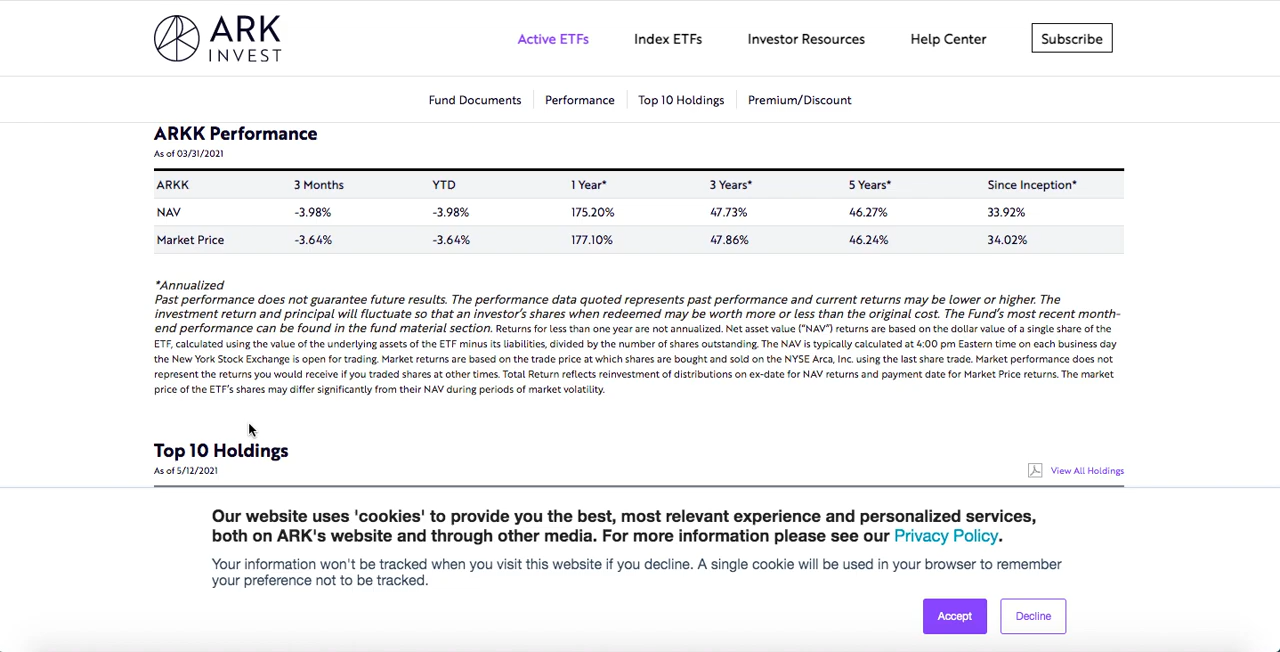 ARK
INVEST
Active ETFs Index ETFs Investor Resources Help Center Subscribe
Fund Documents Performance Top 10 Holdings Premium/Discount
ARKK Performance
As of 03/31/2021
ARKK 3 Months YTD 1 Year* 3 Years* 5 Years* Since Inception*
NAV -3.98% -3.98% 175.20% 47.73% 46.27% 33.92%
Market Price -3.64% -3.64% 177.10% 47.86% 46.24% 34.02%
*Annualized
Past performance does not guarantee future results. The performance data quoted represents past performance and current returns may be lower or higher. The
investment return and principal will fluctuate so that an investor's shares when redeemed may be worth more or less than the original cost. The Fund's most recent month-
end performance can be found in the fund material section. Returns for less than one year are not annualized. Net asset value ("NAV") returns are based on the dollar value of a single share of the
ETF, calculated using the value of the underlying assets of the ETF minus its liabilities, divided by the number of shares outstanding. The NAV is typically calculated at 4:00 pm Eastern time on each business day
the New York Stock Exchange is open for trading. Market returns are based on the trade price at which shares are bought and sold on the NYSE Arca, Inc. using the last share trade. Market performance does not
represent the returns you would receive if you traded shares at other times. Total Return reflects reinvestment of distributions on ex-date for NAV returns and payment date for Market Price returns. The market
price of the ETF's shares may differ significantly from their NAV during periods of market volatility.
Top 10 Holdings
As of 5/12/2021 View All Holdings
Our website uses 'cookies' to provide you the best, most relevant experience and personalized services,
both on ARK's website and through other media. For more information please see our Privacy Policy.
Your information won't be tracked when you visit this website if you decline. A single cookie will be used in your browser to remember
your preference not to be tracked.
Accept Decline